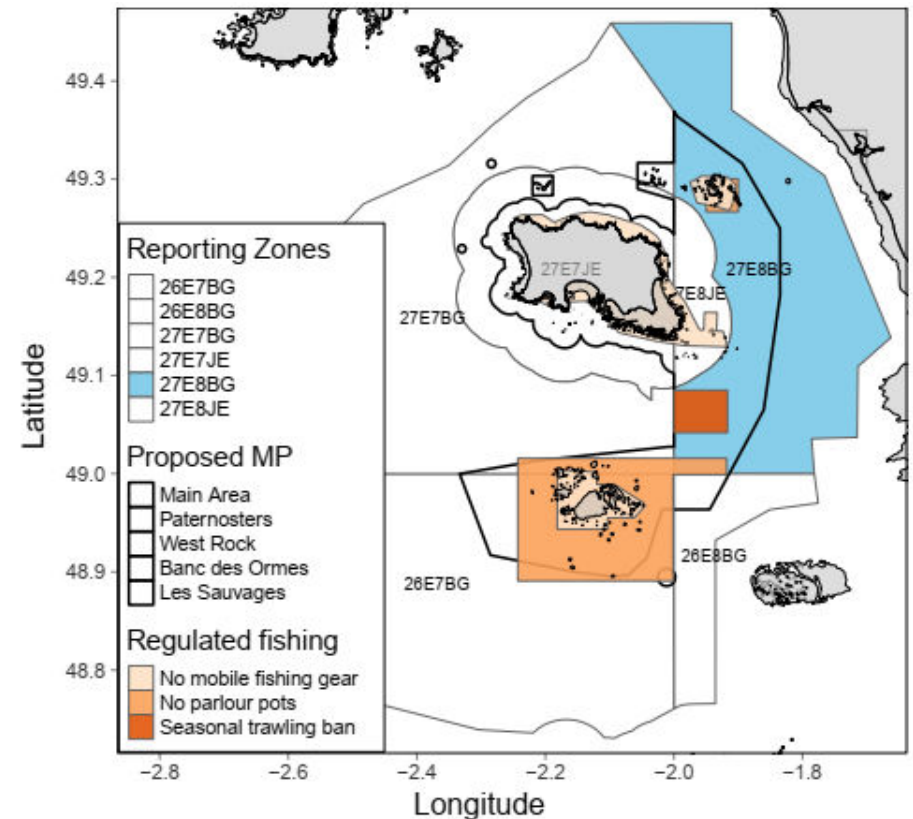 49.4
49.3
49.2
49.1
49.0
48.9
48.8
Latitude
Reporting Zones
26E7BG
26E8BG
27E7BG
27E7JE
27E8BG
27E8JE
Proposed MP
Main Area
Paternosters
West Rock
Banc des Ormes
Les Sauvages
Regulated fishing
No mobile fishing gear
No parlour pots
Seasonal trawling ban
27E7JE
27E8BG
7E8JE
27E7BG
26E8BG
26E7BG
−2.8
−2.6
−2.4
−2.2
−2.0
−1.8
Longitude